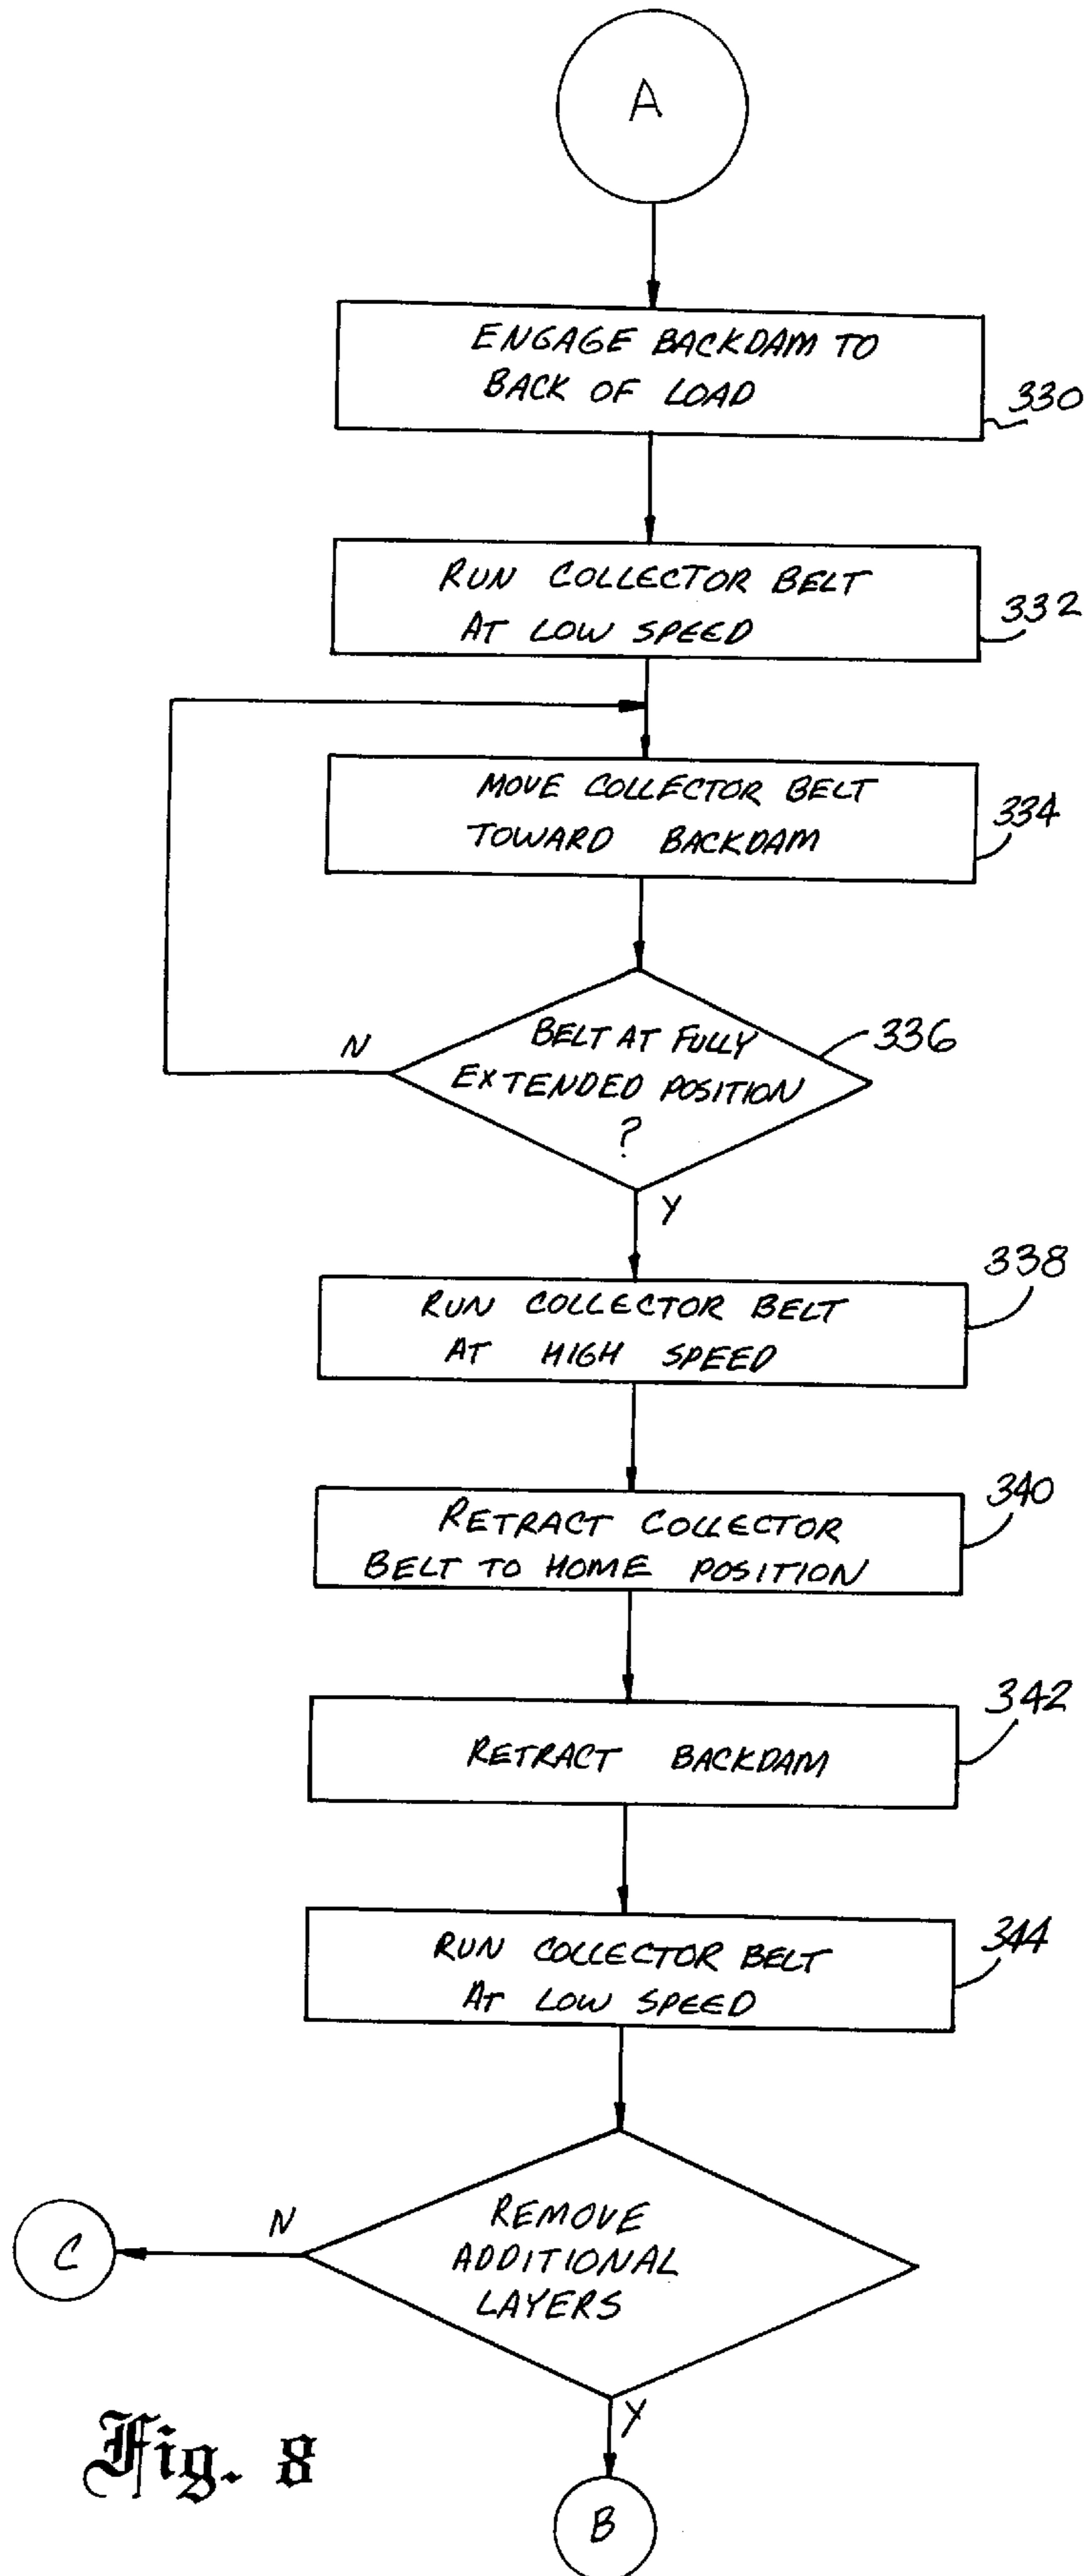 A
ENGAGE BACKDAM TO
BACK OF LOAD
330
RUN COLLECTOR BELT
AT LOW SPEED
332
MOVE COLLECTOR BELT
TOWARD BACKDAM
334
BELT AT FULLY
EXTENDED POSITION
?
336
N
Y
RUN COLLECTOR BELT
AT HIGH SPEED
338
RETRACT COLLECTOR
BELT TO HOME POSITION
340
RETRACT BACKDAM
342
RUN COLLECTOR BELT
AT LOW SPEED
344
REMOVE
ADDITIONAL
LAYERS
N
C
Y
B
Fig. 8